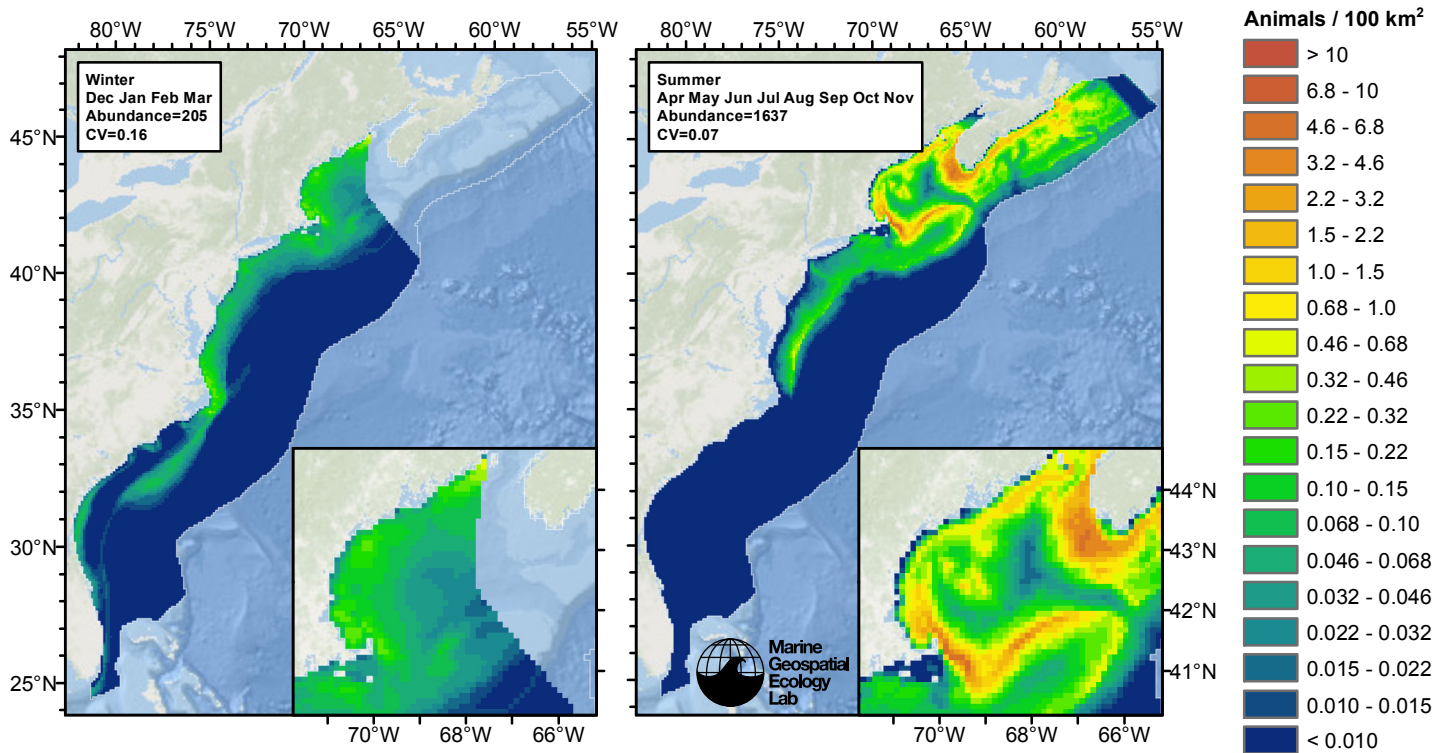 80°W 75°W 70°W 65°W 60°W 55°W
80°W 75°W 70°W 65°W 60°W 55°W
Winter
Dec Jan Feb Mar
Abundance=205
CV=0.16
Summer
Apr May Jun Jul Aug Sep Oct Nov
Abundance=1637
CV=0.07
45°N
40°N
35°N
30°N
25°N
44°N
43°N
42°N
41°N
70°W 68°W 66°W
70°W 68°W 66°W
Marine
Geospatial
Ecology
Lab
Animals / 100 km²
> 10
6.8 - 10
4.6 - 6.8
3.2 - 4.6
2.2 - 3.2
1.5 - 2.2
1.0 - 1.5
0.68 - 1.0
0.46 - 0.68
0.32 - 0.46
0.22 - 0.32
0.15 - 0.22
0.10 - 0.15
0.068 - 0.10
0.046 - 0.068
0.032 - 0.046
0.022 - 0.032
0.015 - 0.022
0.010 - 0.015
< 0.010